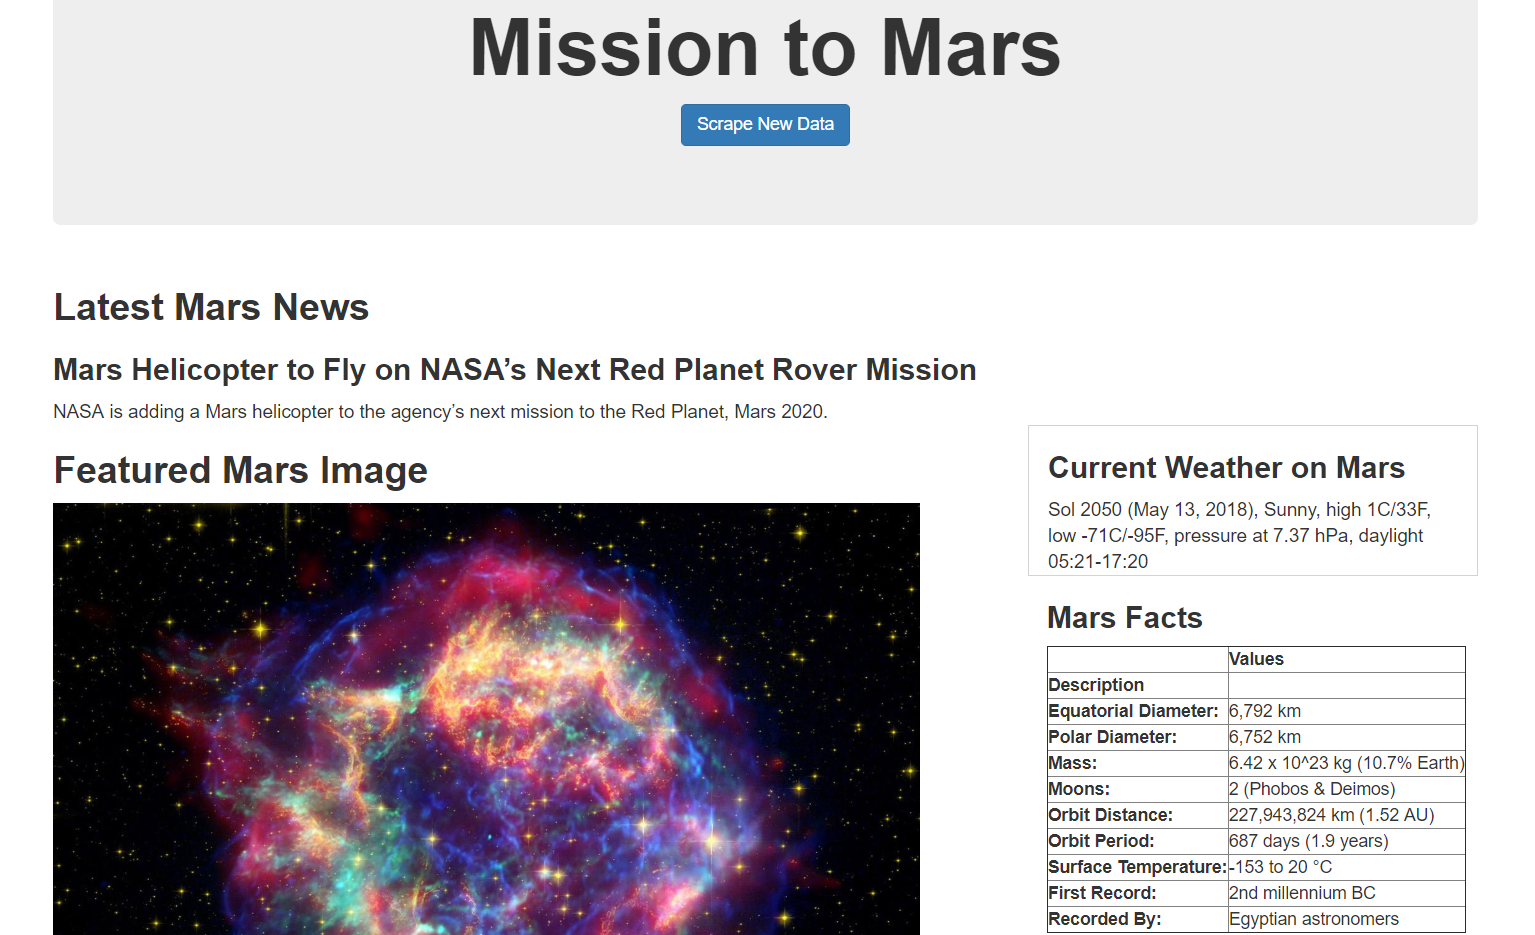 Mission to Mars
Scrape New Data
Latest Mars News
Mars Helicopter to Fly on NASA’s Next Red Planet Rover Mission
NASA is adding a Mars helicopter to the agency’s next mission to the Red Planet, Mars 2020.
Featured Mars Image
Current Weather on Mars
Sol 2050 (May 13, 2018), Sunny, high 1C/33F,
low -71C/-95F, pressure at 7.37 hPa, daylight
05:21-17:20
Mars Facts
Values
Description
Equatorial Diameter: 6,792 km
Polar Diameter: 6,752 km
Mass: 6.42 x 10^23 kg (10.7% Earth)
Moons: 2 (Phobos & Deimos)
Orbit Distance: 227,943,824 km (1.52 AU)
Orbit Period: 687 days (1.9 years)
Surface Temperature: -153 to 20 °C
First Record: 2nd millennium BC
Recorded By: Egyptian astronomers